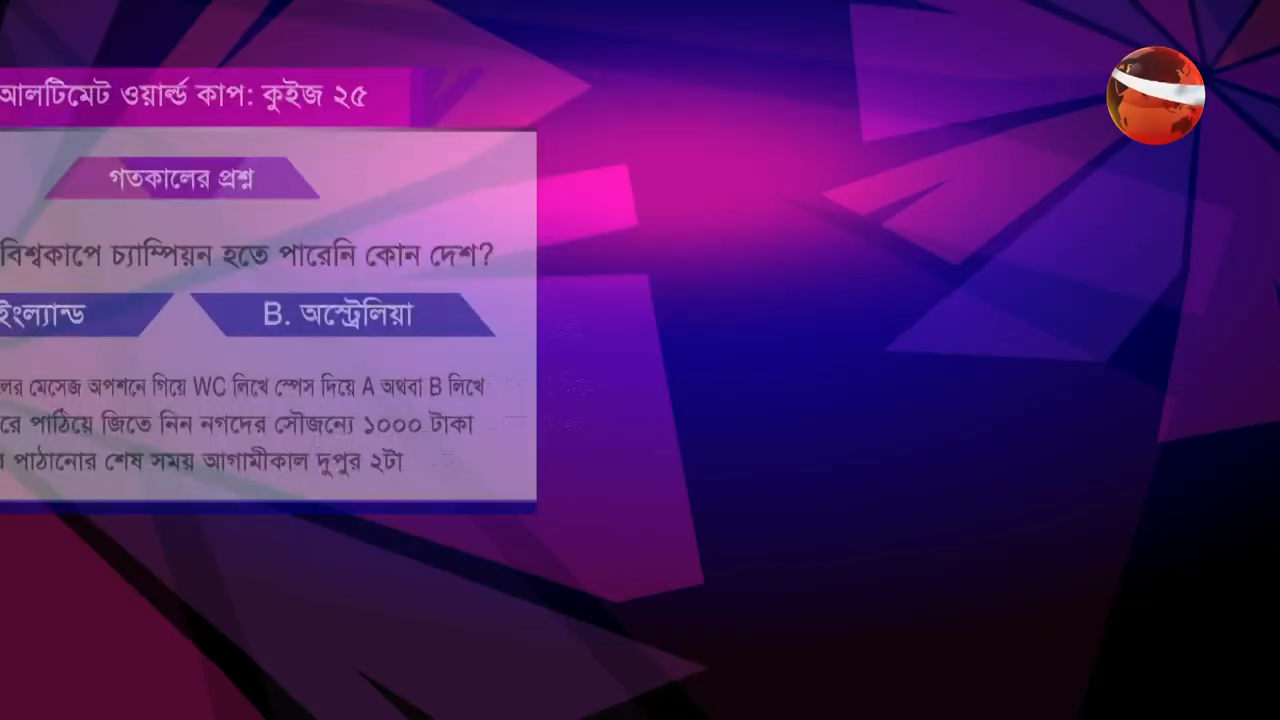 আলটিমেট ওয়ার্ল্ড কাপ: কুইজ ২৫
গতকালের প্রশ্ন
বিশ্বকাপে চ্যাম্পিয়ন হতে পারেনি কোন দেশ?
ইংল্যান্ড
B. অস্ট্রেলিয়া
মেসেজ অপশনে গিয়ে WC লিখে স্পেস দিয়ে A অথবা B লিখে
পাঠিয়ে জিতে নিন নগদের সৌজন্যে ১০০০ টাকা
পাঠানোর শেষ সময় আগামীকাল দুপুর ২টা